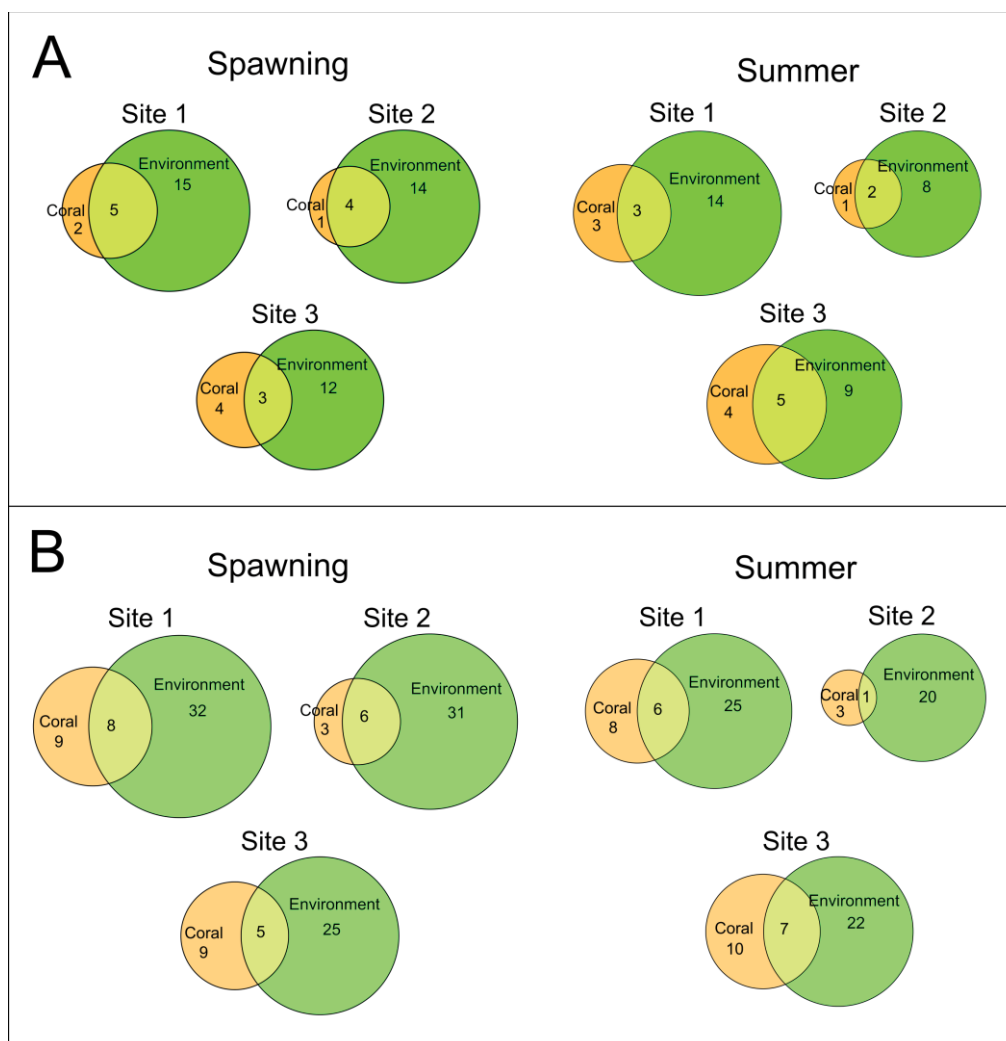 A
Spawning
Summer
Site 1
Environment
15
Coral
2
5
Site 2
Environment
14
Coral
1
4
Site 1
Environment
14
Coral
3
3
Site 2
Environment
8
Coral
1
2
Site 3
Environment
12
Coral
4
3
Site 3
Environment
9
Coral
4
5
B
Spawning
Summer
Site 1
Environment
32
Coral
9
8
Site 2
Environment
31
Coral
3
6
Site 1
Environment
25
Coral
8
6
Site 2
Environment
20
Coral
3
1
Site 3
Environment
25
Coral
9
5
Site 3
Environment
22
Coral
10
7